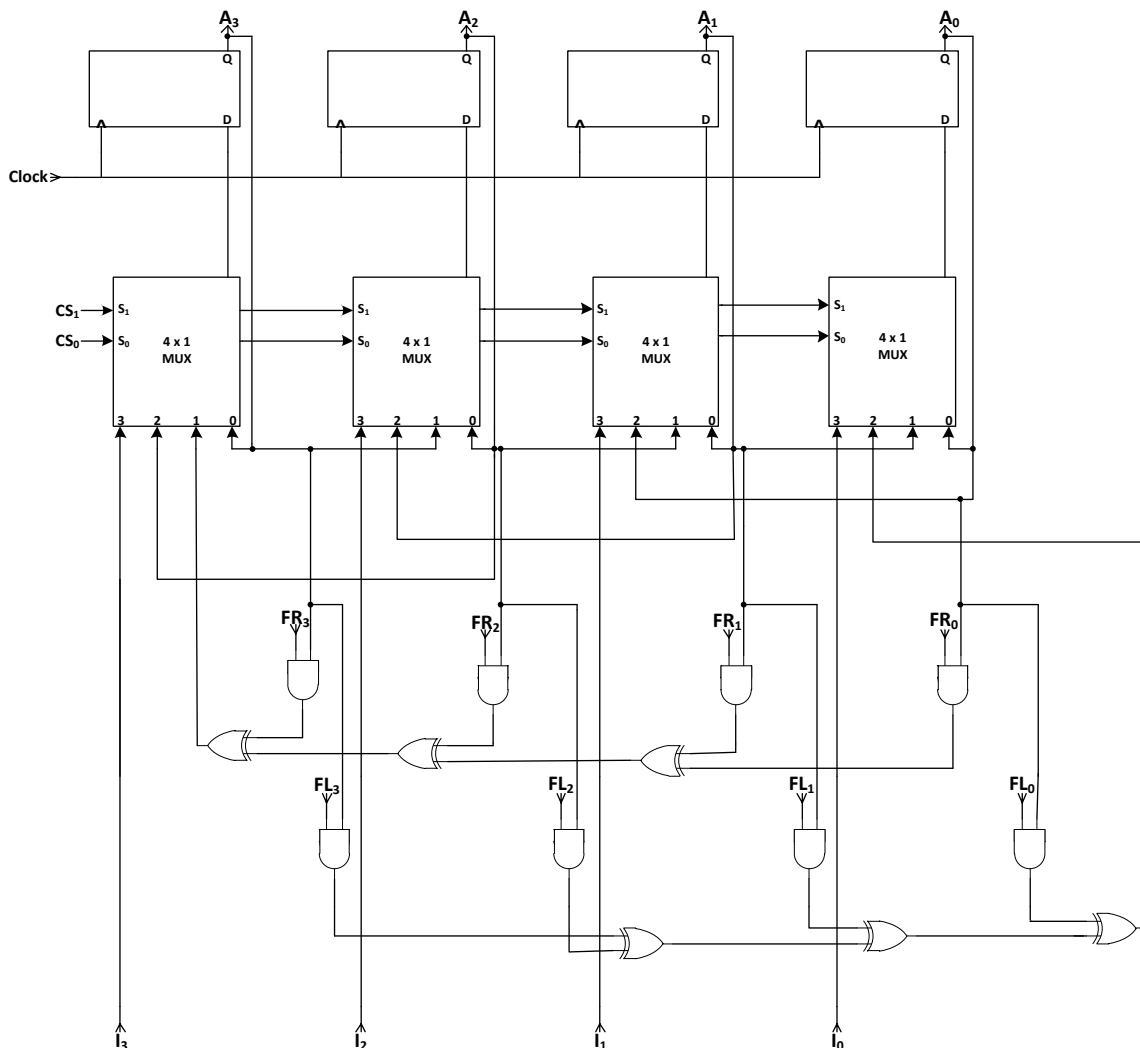 A₃ A₂ A₁ A₀
Q Q Q Q
D D D D
Clock
CS₁ S₁ S₁ S₁ S₁
CS₀ S₀ S₀ S₀ S₀
4 x 1 4 x 1 4 x 1 4 x 1
MUX MUX MUX MUX
3 2 1 0 3 2 1 0 3 2 1 0 3 2 1 0
FR₃ FR₂ FR₁ FR₀
FL₃ FL₂ FL₁ FL₀
I₃ I₂ I₁ I₀